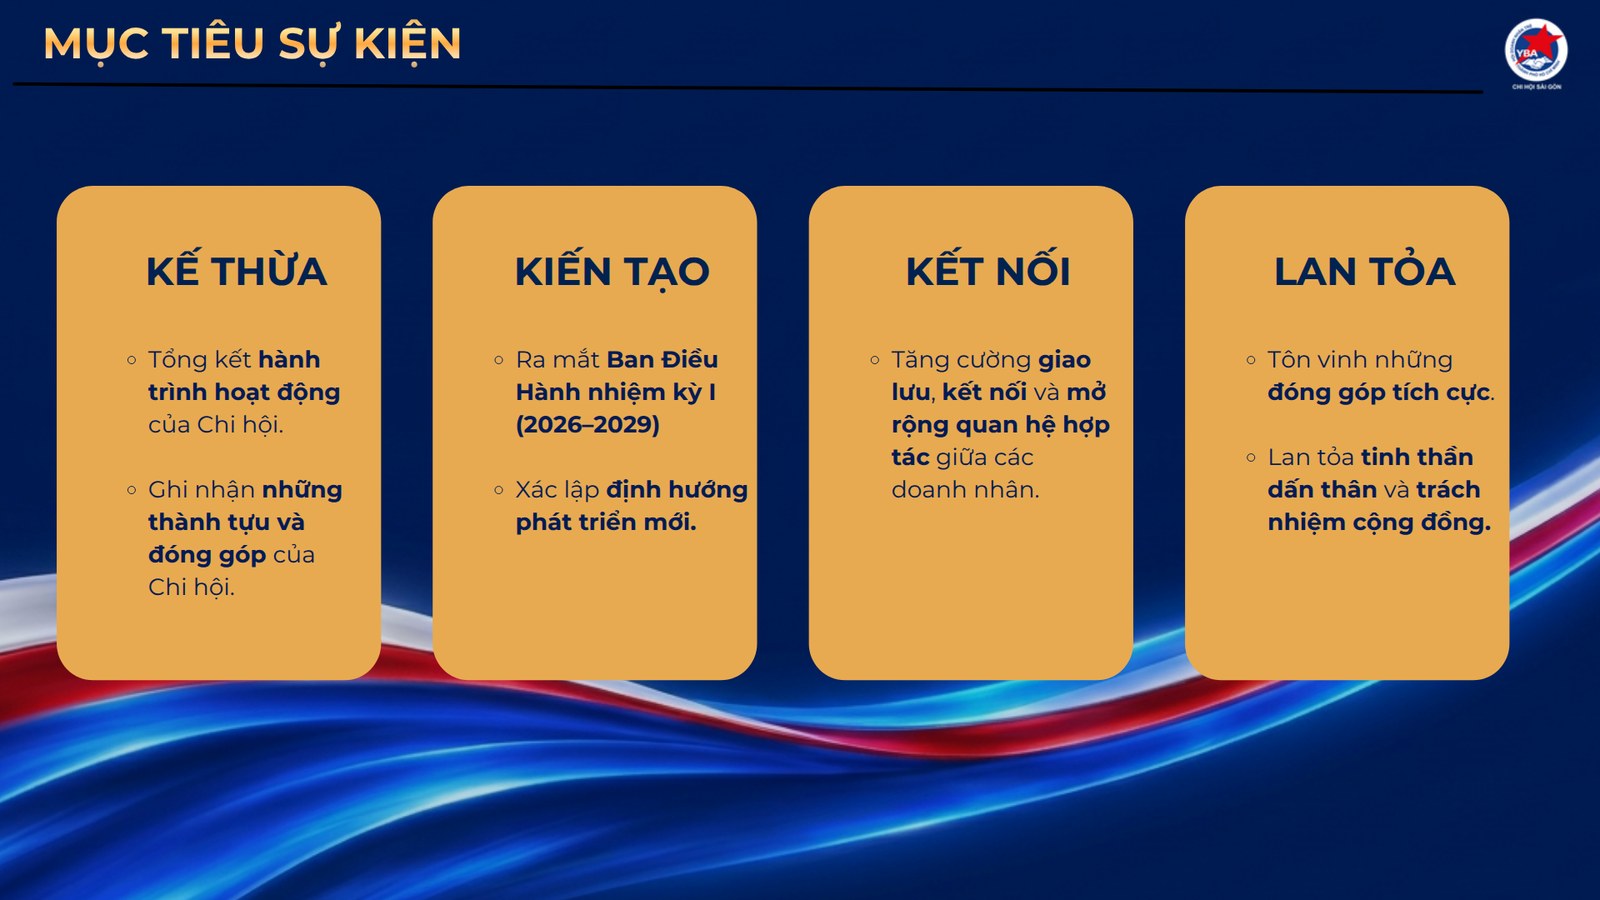 MỤC TIÊU SỰ KIỆN
YBA
CHI HỘI SÀI GÒN
KẾ THỪA
Tổng kết hành
trình hoạt động
của Chi hội.
Ghi nhận những
thành tựu và
đóng góp của
Chi hội.
KIẾN TẠO
Ra mắt Ban Điều
Hành nhiệm kỳ I
(2026–2029)
Xác lập định hướng
phát triển mới.
KẾT NỐI
Tăng cường giao
lưu, kết nối và mở
rộng quan hệ hợp
tác giữa các
doanh nhân.
LAN TỎA
Tôn vinh những
đóng góp tích cực.
Lan tỏa tinh thần
dấn thân và trách
nhiệm cộng đồng.